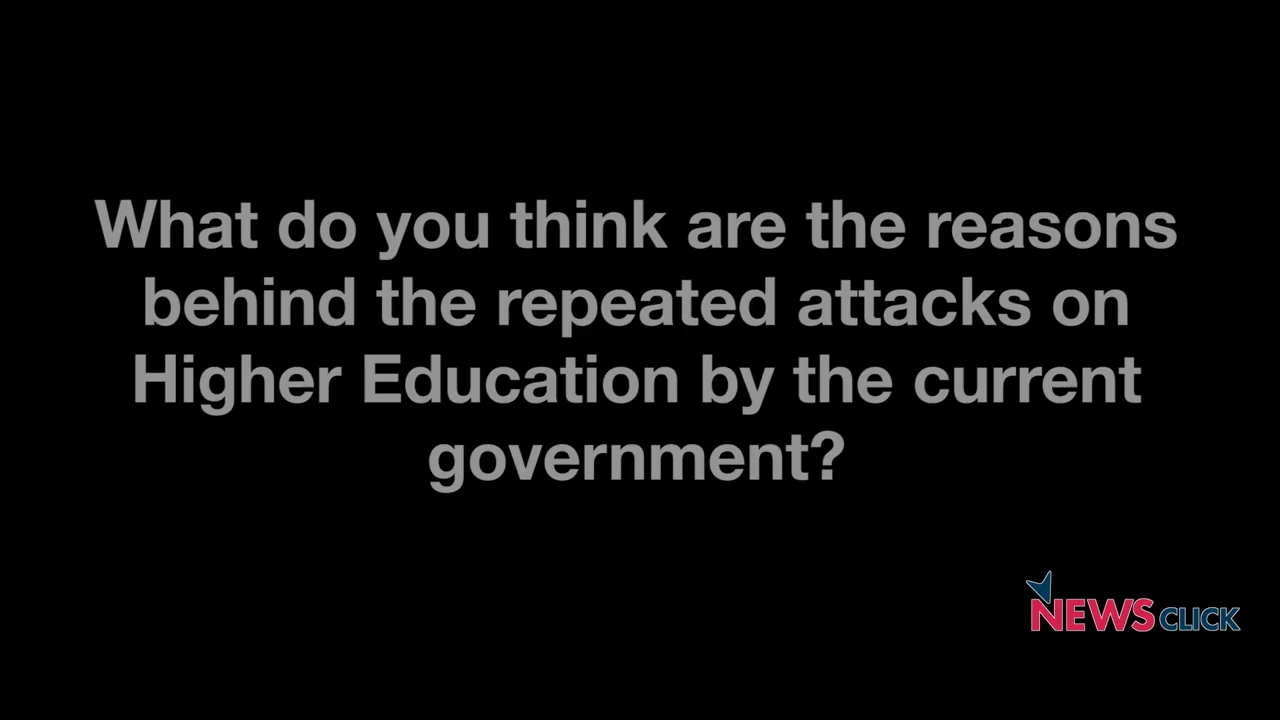 What do you think are the reasons
behind the repeated attacks on
Higher Education by the current
government?
NEWSCLICK